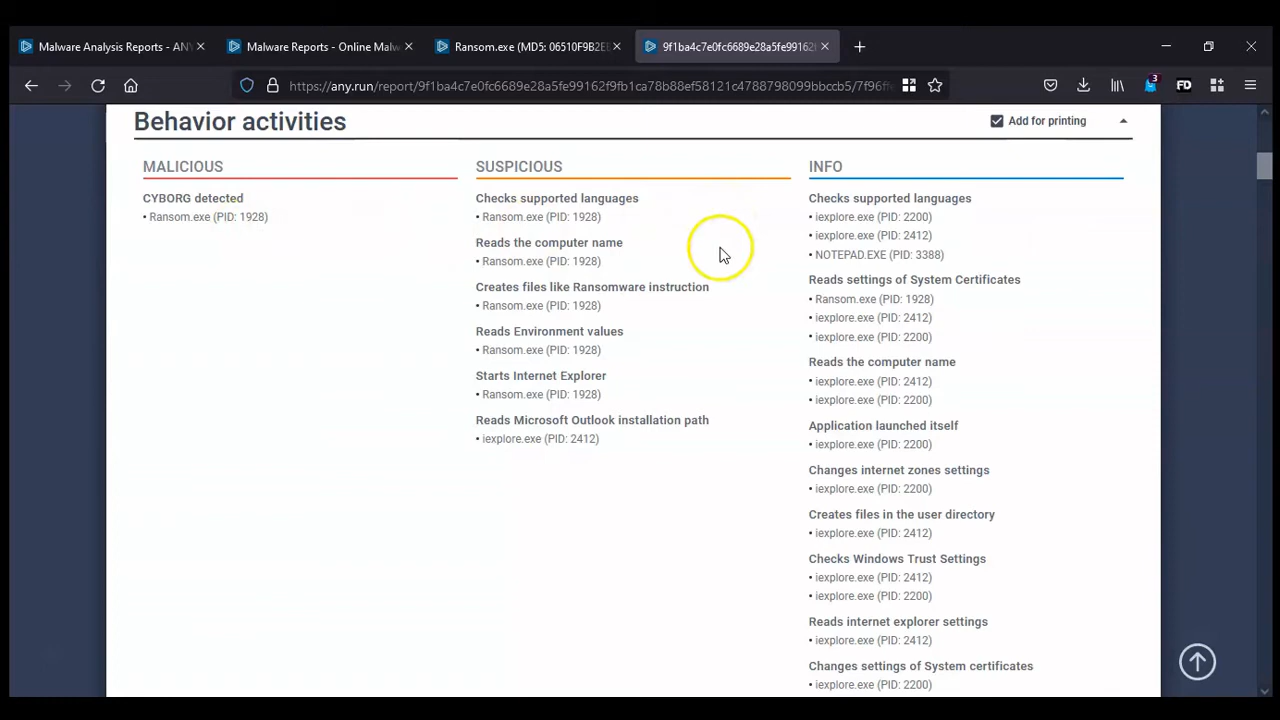 Malware Analysis Reports - AN
Malware Reports - Online Malw
Ransom.exe (MD5: 06510F9B2E
9f1ba4c7e0fc6689e28a5fe99162
https://any.run/report/9f1ba4c7e0fc6689e28a5fe99162f9fb1ca78b88ef58121c4788798099bbccb5/7f96ff
3
FD
Behavior activities
Add for printing
MALICIOUS
CYBORG detected
• Ransom.exe (PID: 1928)
SUSPICIOUS
Checks supported languages
• Ransom.exe (PID: 1928)
Reads the computer name
• Ransom.exe (PID: 1928)
Creates files like Ransomware instruction
• Ransom.exe (PID: 1928)
Reads Environment values
• Ransom.exe (PID: 1928)
Starts Internet Explorer
• Ransom.exe (PID: 1928)
Reads Microsoft Outlook installation path
• iexplore.exe (PID: 2412)
INFO
Checks supported languages
• iexplore.exe (PID: 2200)
• iexplore.exe (PID: 2412)
• NOTEPAD.EXE (PID: 3388)
Reads settings of System Certificates
• Ransom.exe (PID: 1928)
• iexplore.exe (PID: 2412)
• iexplore.exe (PID: 2200)
Reads the computer name
• iexplore.exe (PID: 2412)
• iexplore.exe (PID: 2200)
Application launched itself
• iexplore.exe (PID: 2200)
Changes internet zones settings
• iexplore.exe (PID: 2200)
Creates files in the user directory
• iexplore.exe (PID: 2412)
Checks Windows Trust Settings
• iexplore.exe (PID: 2412)
• iexplore.exe (PID: 2200)
Reads internet explorer settings
• iexplore.exe (PID: 2412)
Changes settings of System certificates
• iexplore.exe (PID: 2200)